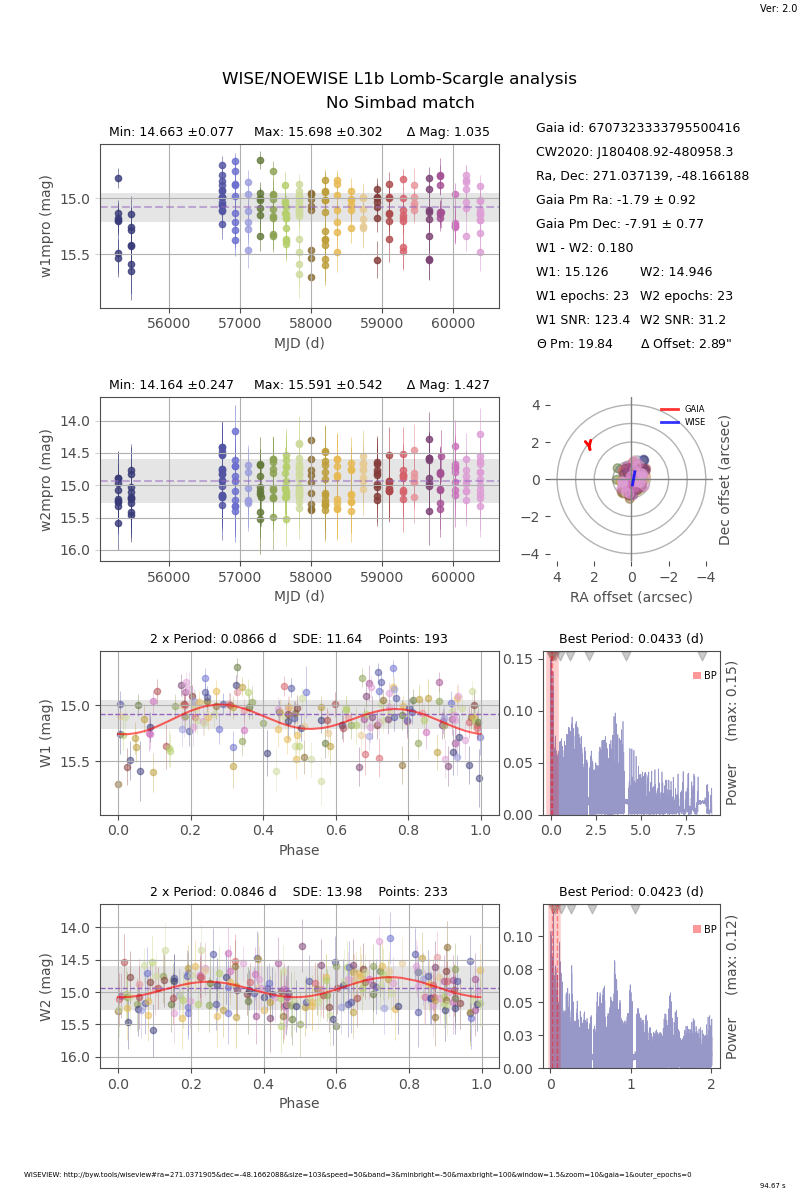 Ver: 2.0
WISE/NOEWISE L1b Lomb-Scargle analysis
No Simbad match
Min: 14.663 ±0.077 Max: 15.698 ±0.302 Δ Mag: 1.035
15.0
15.5
w1mpro (mag)
56000 57000 58000 59000 60000
MJD (d)
Gaia id: 6707323333795500416
CW2020: J180408.92-480958.3
Ra, Dec: 271.037139, -48.166188
Gaia Pm Ra: -1.79 ± 0.92
Gaia Pm Dec: -7.91 ± 0.77
W1 - W2: 0.180
W1: 15.126 W2: 14.946
W1 epochs: 23 W2 epochs: 23
W1 SNR: 123.4 W2 SNR: 31.2
Θ Pm: 19.84 Δ Offset: 2.89"
Min: 14.164 ±0.247 Max: 15.591 ±0.542 Δ Mag: 1.427
14.0
14.5
15.0
15.5
16.0
w2mpro (mag)
56000 57000 58000 59000 60000
MJD (d)
GAIA
WISE
4
2
0
−2
−4
Dec offset (arcsec)
4 2 0 −2 −4
RA offset (arcsec)
2 x Period: 0.0866 d SDE: 11.64 Points: 193
15.0
15.5
W1 (mag)
0.0 0.2 0.4 0.6 0.8 1.0
Phase
Best Period: 0.0433 (d)
BP
0.15
0.10
0.05
0.00
Power (max: 0.15)
0.0 2.5 5.0 7.5
2 x Period: 0.0846 d SDE: 13.98 Points: 233
14.0
14.5
15.0
15.5
16.0
W2 (mag)
0.0 0.2 0.4 0.6 0.8 1.0
Phase
Best Period: 0.0423 (d)
BP
0.10
0.08
0.05
0.03
0.00
Power (max: 0.12)
0 1 2
WISEVIEW: http://byw.tools/wiseview#ra=271.0371905&dec=-48.1662088&size=103&speed=50&band=3&minbright=-50&maxbright=100&window=1.5&zoom=10&gaia=1&outer_epochs=0
94.67 s